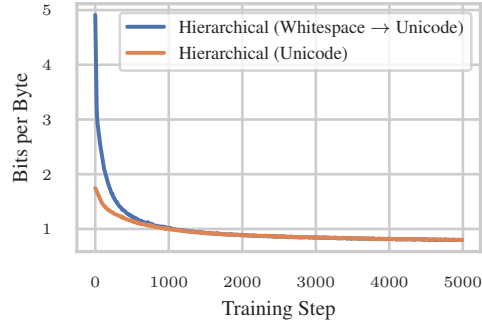 5
4
3
2
1
Bits per Byte
Hierarchical (Whitespace → Unicode)
Hierarchical (Unicode)
0
1000
2000
3000
4000
5000
Training Step